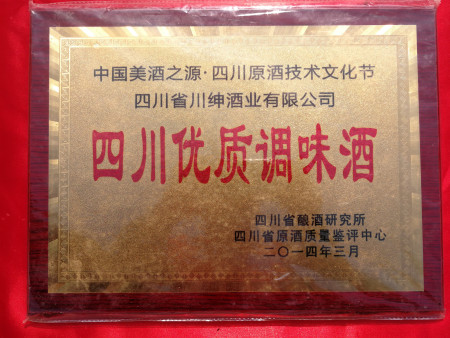 中国美酒之源·四川原酒技术文化节
四川省川绅酒业有限公司
四川优质调味酒
四川省酿酒研究所
四川省原酒质量鉴评中心
二〇一四年三月